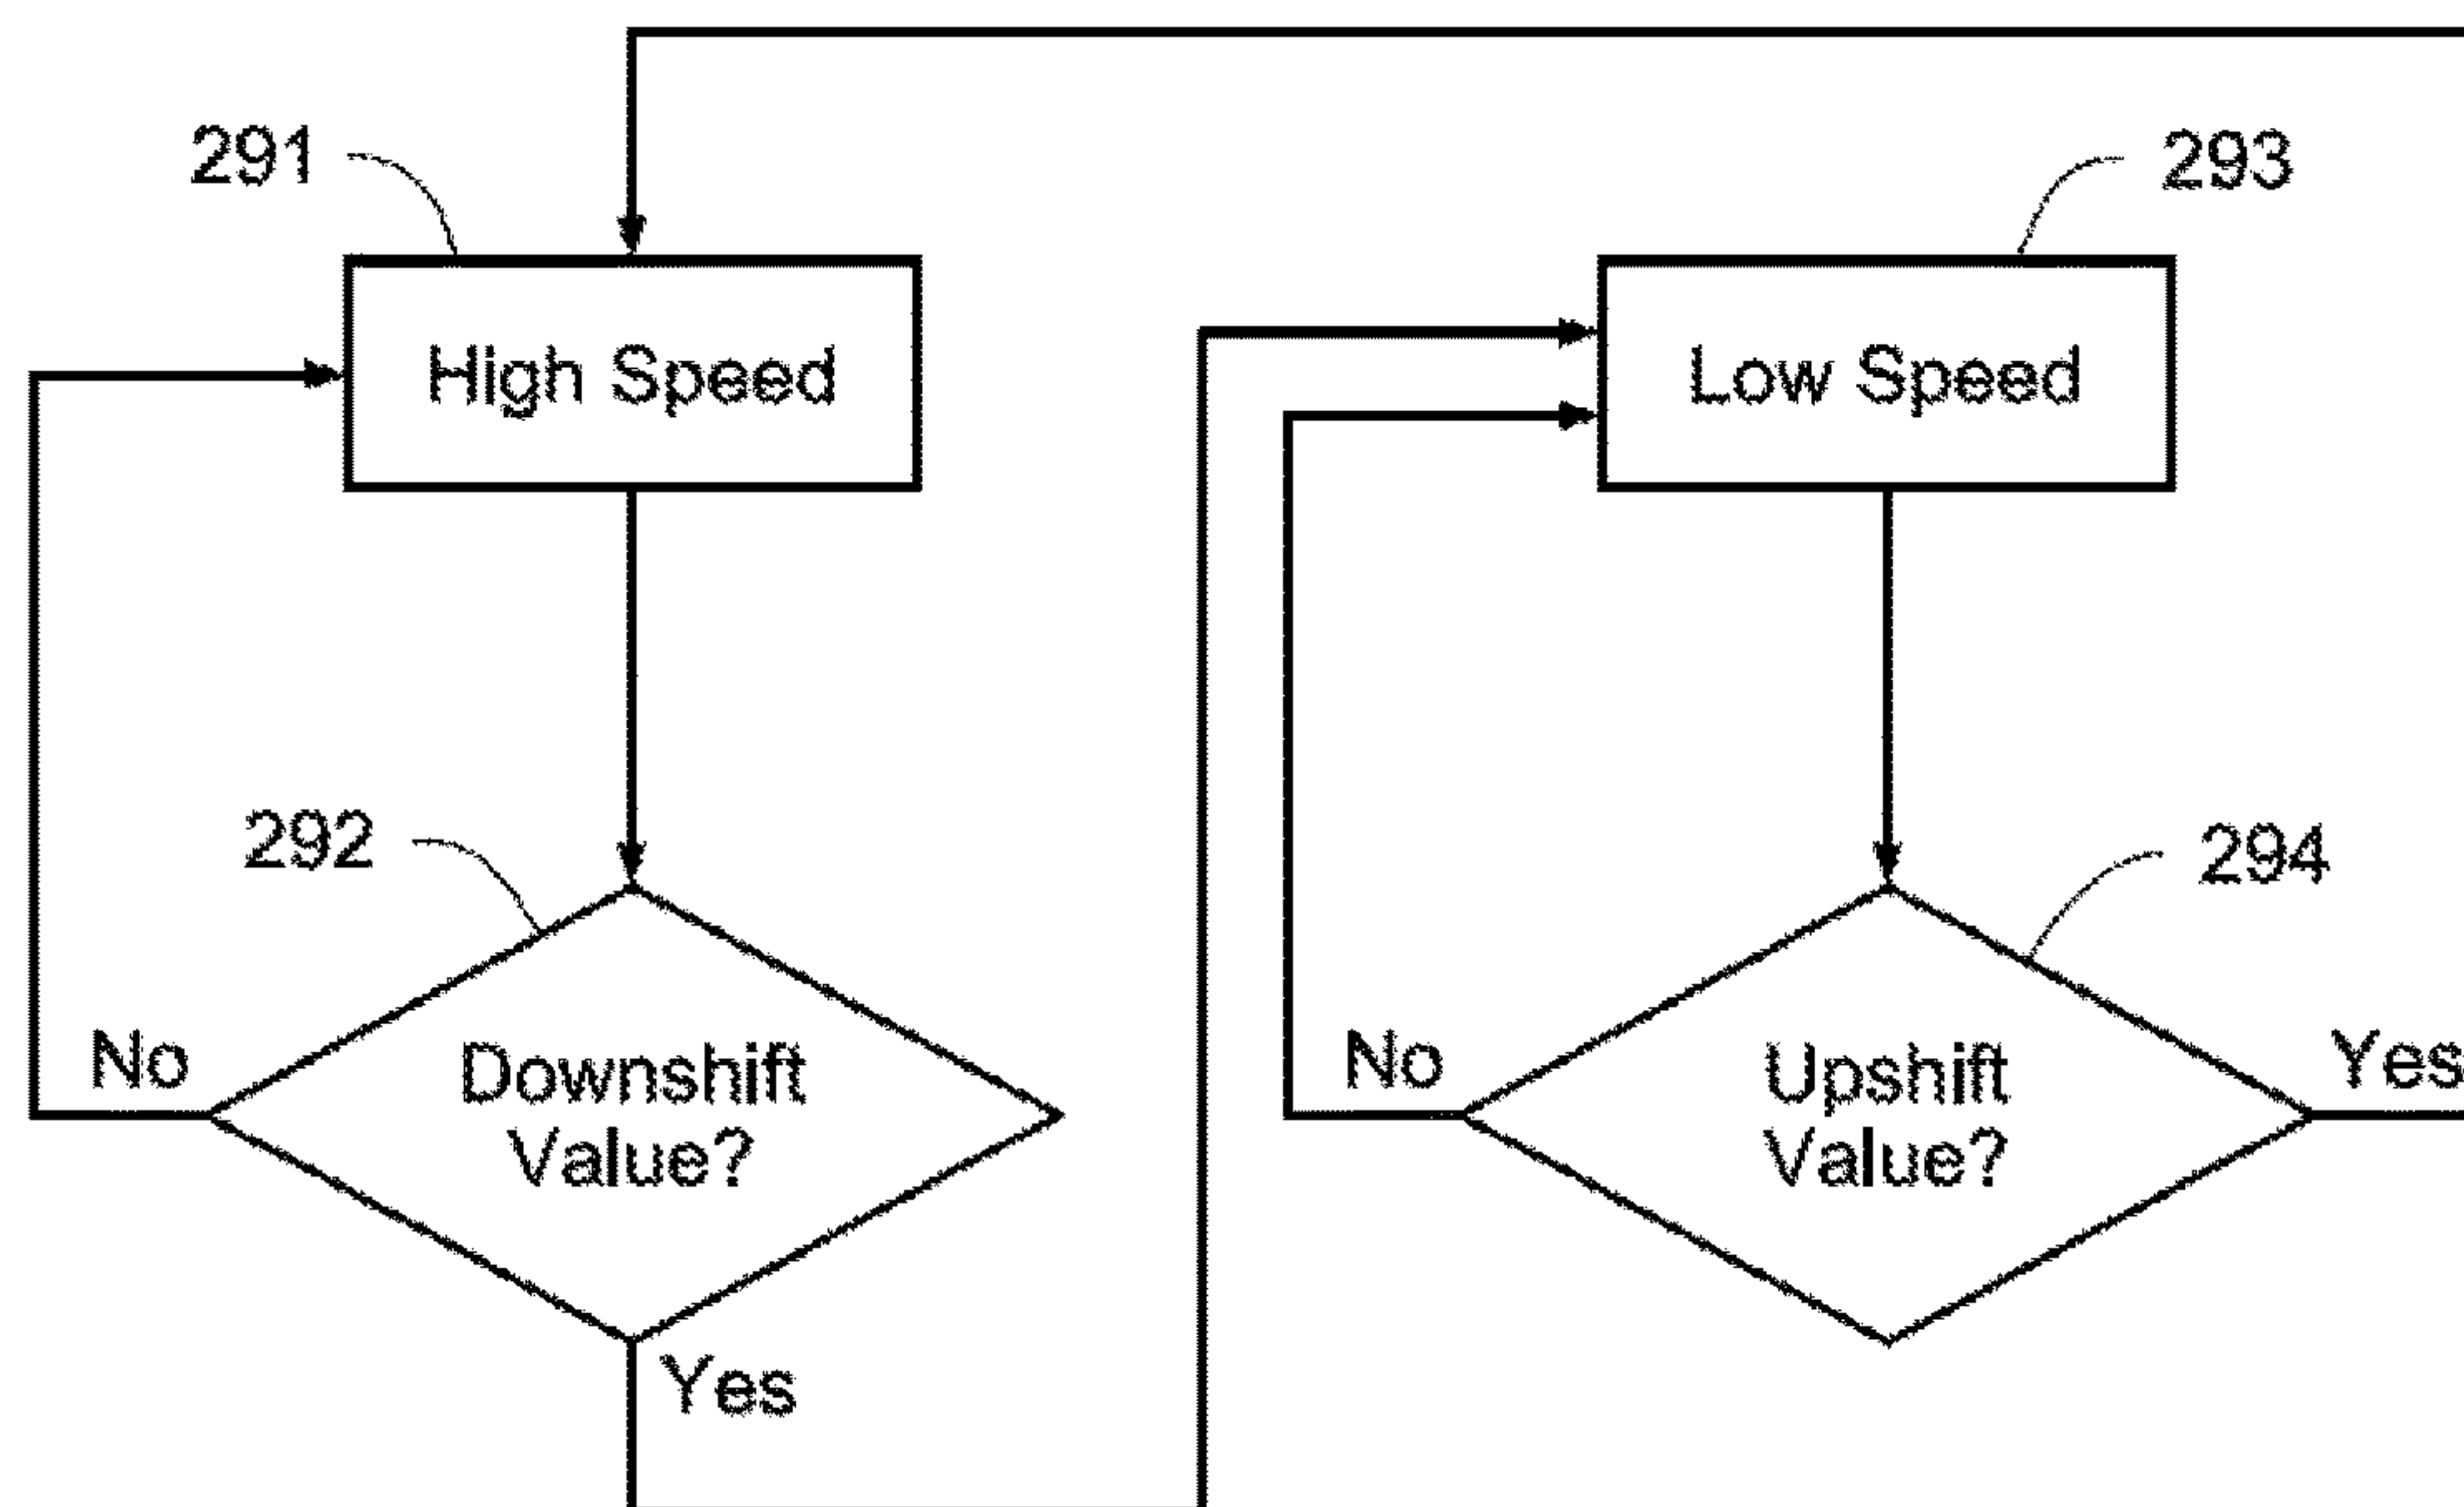 291
293
High Speed
Low Speed
292
294
No
Downshift
Value?
No
Upshift
Value?
Yes
Yes